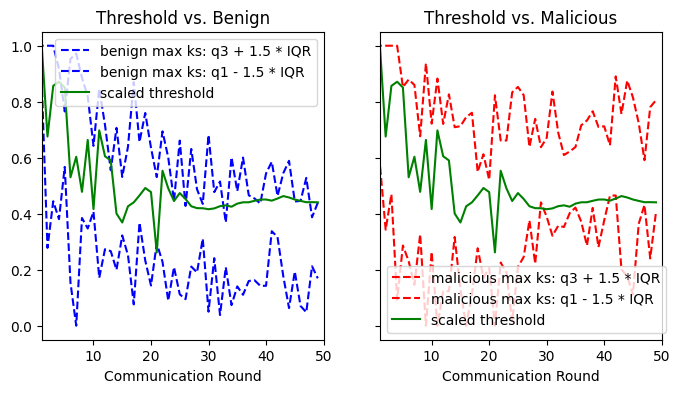 Threshold vs. Benign
Threshold vs. Malicious
1.0
0.8
0.6
0.4
0.2
0.0
benign max ks: q3 + 1.5 * IQR
benign max ks: q1 - 1.5 * IQR
scaled threshold
malicious max ks: q3 + 1.5 * IQR
malicious max ks: q1 - 1.5 * IQR
scaled threshold
10 20 30 40 50
10 20 30 40 50
Communication Round
Communication Round